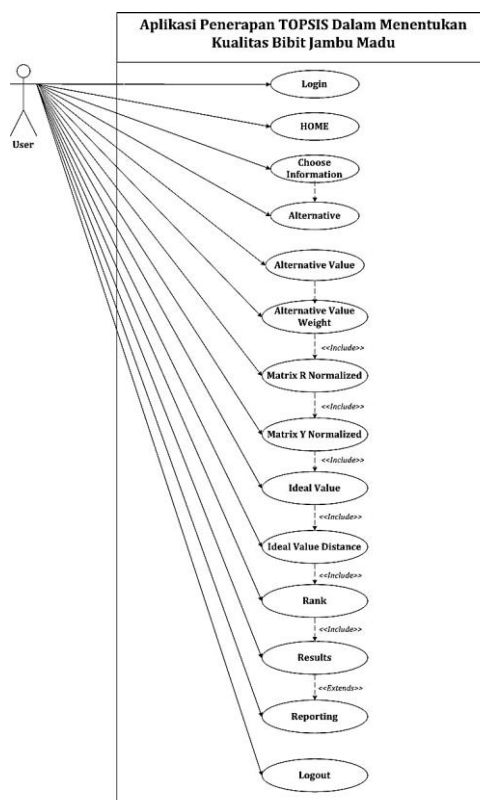 Aplikasi Penerapan TOPSIS Dalam Menentukan
Kualitas Bibit Jambu Madu
User
Login
HOME
Choose
Information
Alternative
Alternative Value
Alternative Value
Weight
<<Include>>
Matrix R Normalized
<<Include>>
Matrix Y Normalized
<<Include>>
Ideal Value
<<Include>>
Ideal Value Distance
<<Include>>
Rank
<<Include>>
Results
<<Extends>>
Reporting
Logout